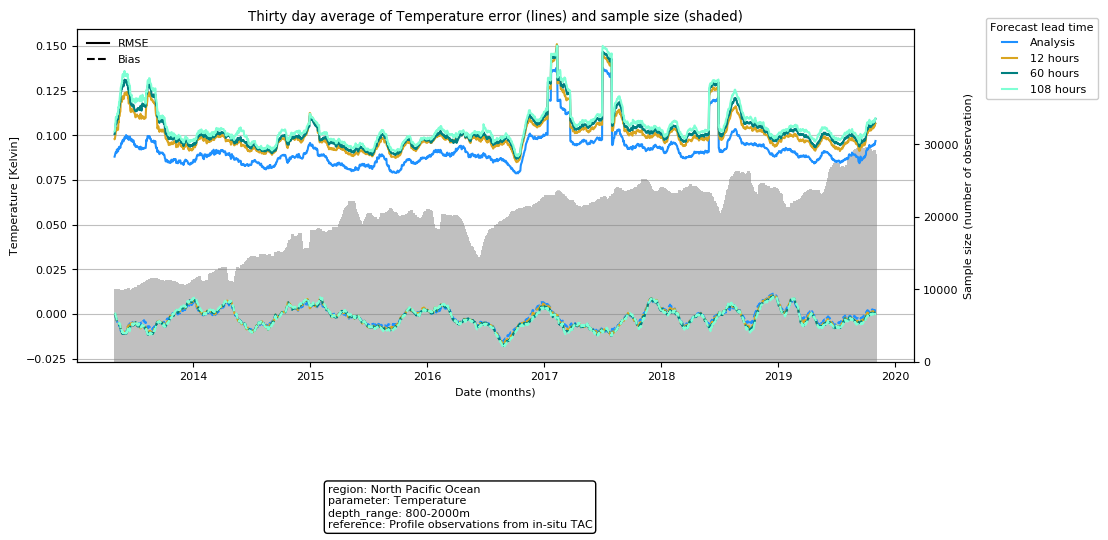 Thirty day average of Temperature error (lines) and sample size (shaded)
Forecast lead time
Analysis
12 hours
60 hours
108 hours
RMSE
Bias
0.150
0.125
0.100
0.075
0.050
0.025
0.000
−0.025
Temperature [Kelvin]
30000
20000
10000
0
Sample size (number of observation)
2014 2015 2016 2017 2018 2019 2020
Date (months)
region: North Pacific Ocean
parameter: Temperature
depth_range: 800-2000m
reference: Profile observations from in-situ TAC